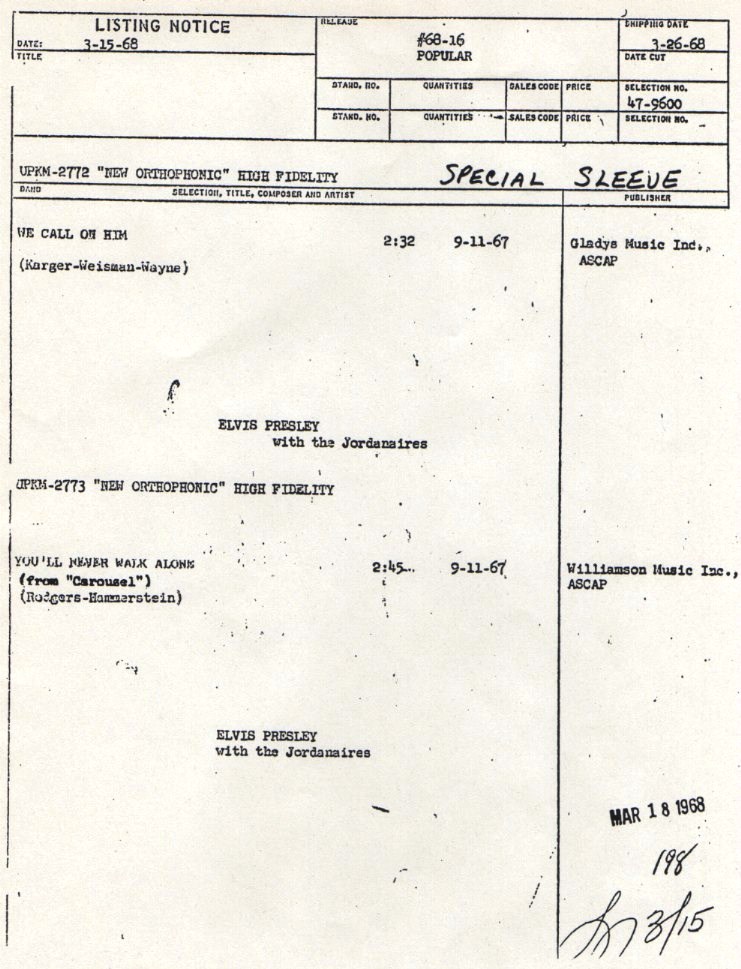 LISTING NOTICE
DATE: 3-15-68
TITLE
RELEASE
#68-16
POPULAR
SHIPPING DATE
3-26-68
DATE CUT
STAND. NO. QUANTITIES SALES CODE PRICE SELECTION NO.
47-9600
STAND. NO. QUANTITIES SALES CODE PRICE SELECTION NO.
UPKM-2772 "NEW ORTHOPHONIC" HIGH FIDELITY SPECIAL SLEEVE
BAND SELECTION, TITLE, COMPOSER AND ARTIST PUBLISHER
WE CALL ON HIM 2:32 9-11-67 Gladys Music Inc.,
(Karger-Weisman-Wayne) ASCAP
ELVIS PRESLEY
with the Jordanaires
UPKM-2773 "NEW ORTHOPHONIC" HIGH FIDELITY
YOU'LL NEVER WALK ALONE 2:45 9-11-67 Williamson Music Inc.,
(from "Carousel") ASCAP
(Rodgers-Hammerstein)
ELVIS PRESLEY
with the Jordanaires
MAR 18 1968
198
3/15